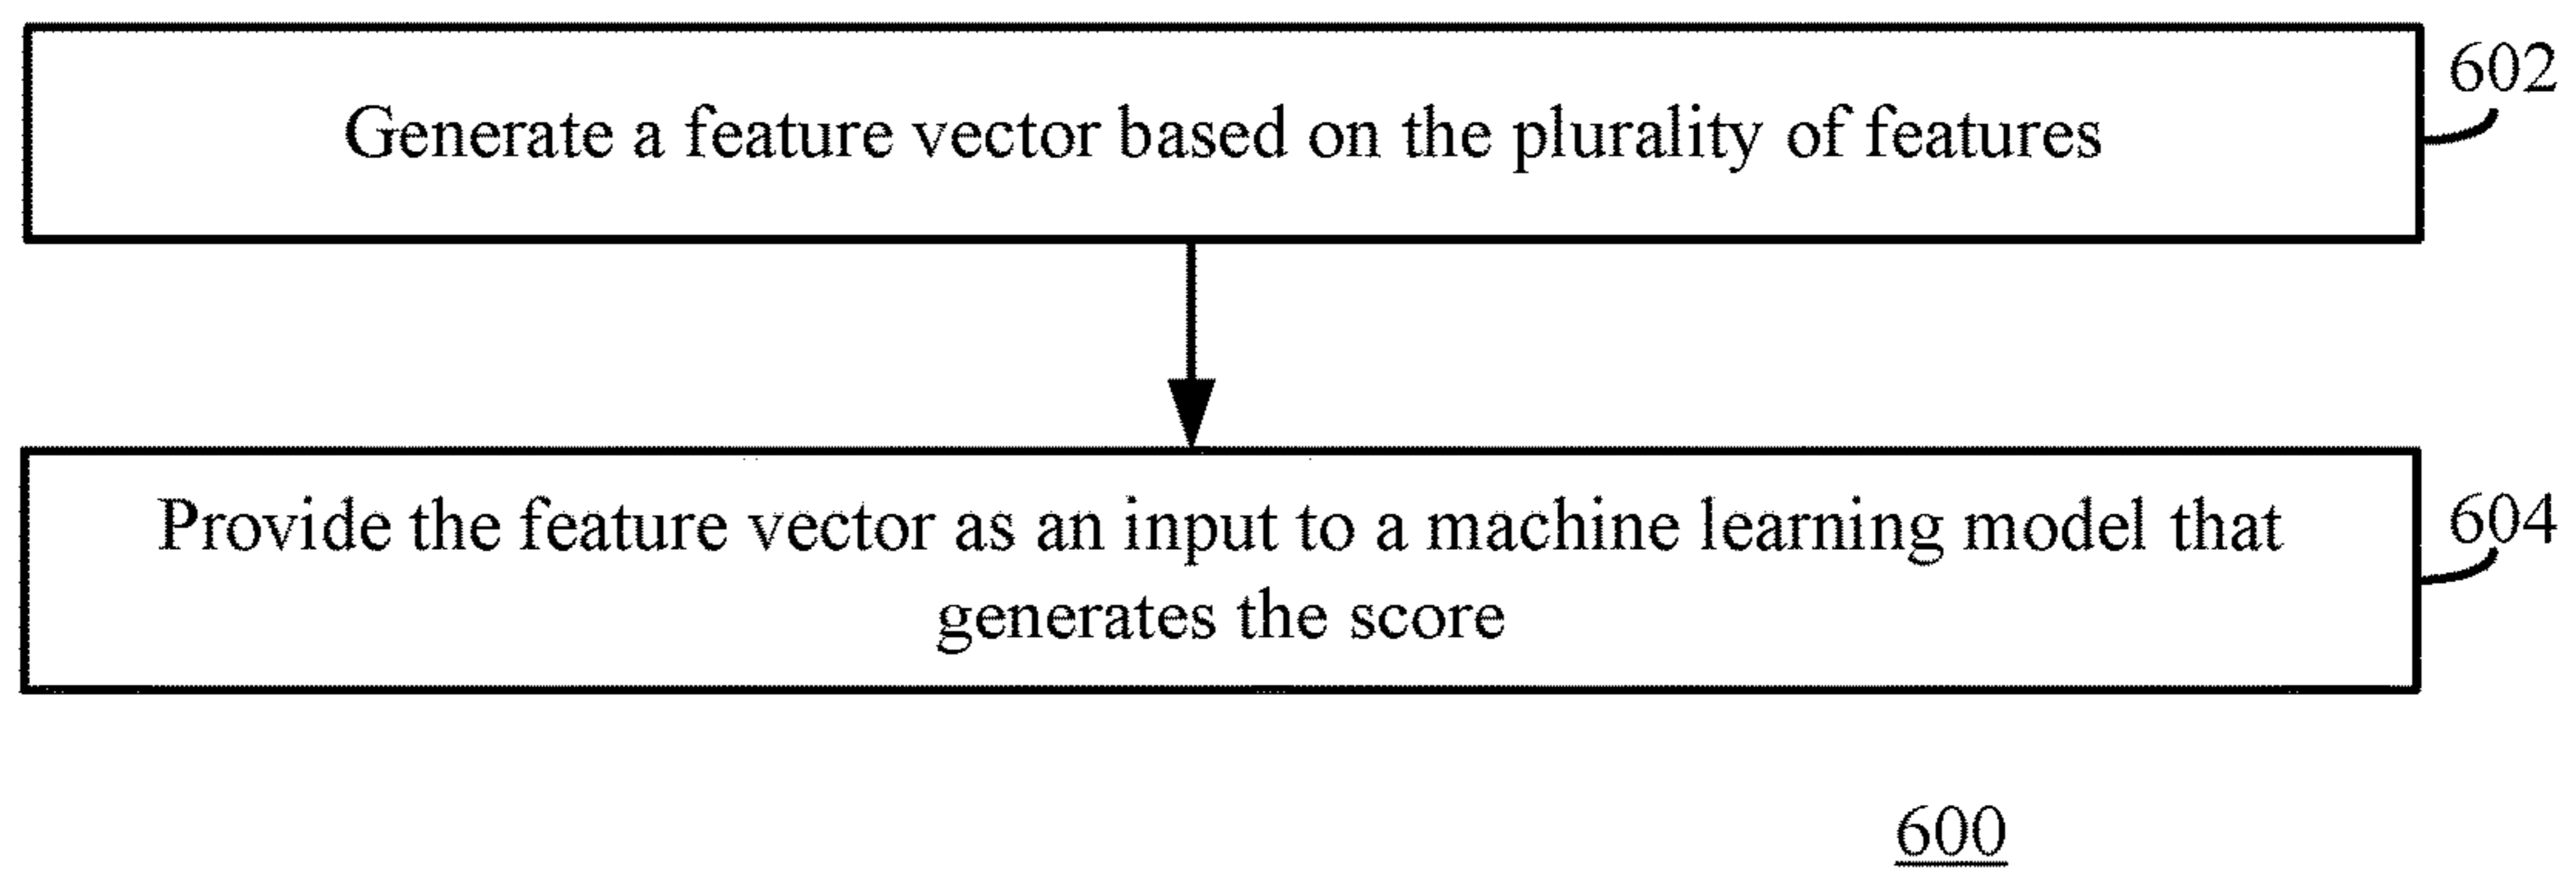 Generate a feature vector based on the plurality of features
602
Provide the feature vector as an input to a machine learning model that
generates the score
604
600